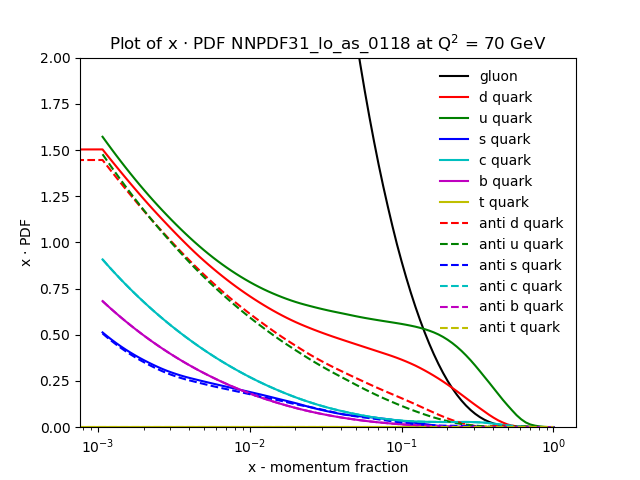 Plot of x · PDF NNPDF31_lo_as_0118 at Q² = 70 GeV
2.00
1.75
1.50
1.25
1.00
0.75
0.50
0.25
0.00
x · PDF
gluon
d quark
u quark
s quark
c quark
b quark
t quark
anti d quark
anti u quark
anti s quark
anti c quark
anti b quark
anti t quark
10⁻³ 10⁻² 10⁻¹ 10⁰
x - momentum fraction